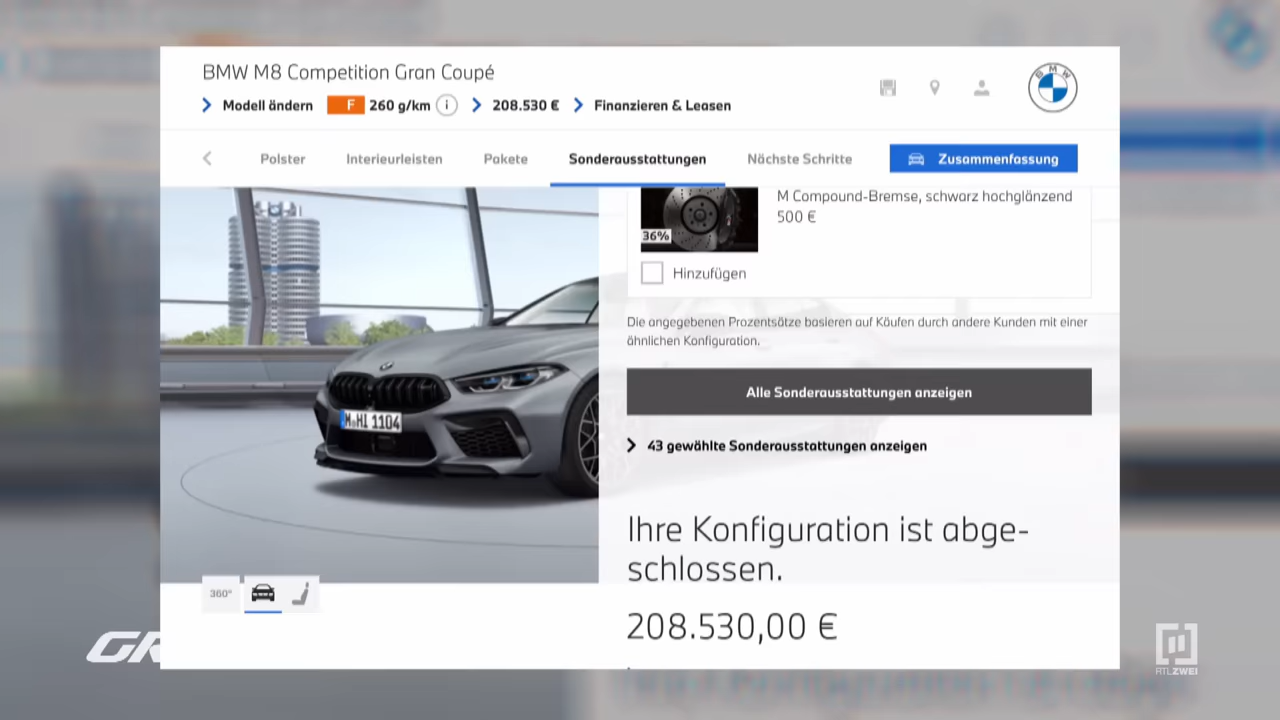 BMW M8 Competition Gran Coupé
Modell ändern F 260 g/km i 208.530 € Finanzieren & Leasen
BMW
Polster Interieurleisten Pakete Sonderausstattungen Nächste Schritte Zusammenfassung
M Compound-Bremse, schwarz hochglänzend
500 €
36%
Hinzufügen
Die angegebenen Prozentsätze basieren auf Käufen durch andere Kunden mit einer
ähnlichen Konfiguration.
Alle Sonderausstattungen anzeigen
M HI 1104
43 gewählte Sonderausstattungen anzeigen
Ihre Konfiguration ist abge-
schlossen.
360°
208.530,00 €
GR
RTLZWEI